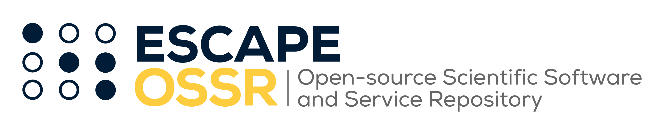 ESCAPE
OSSR | Open-source Scientific Software
and Service Repository